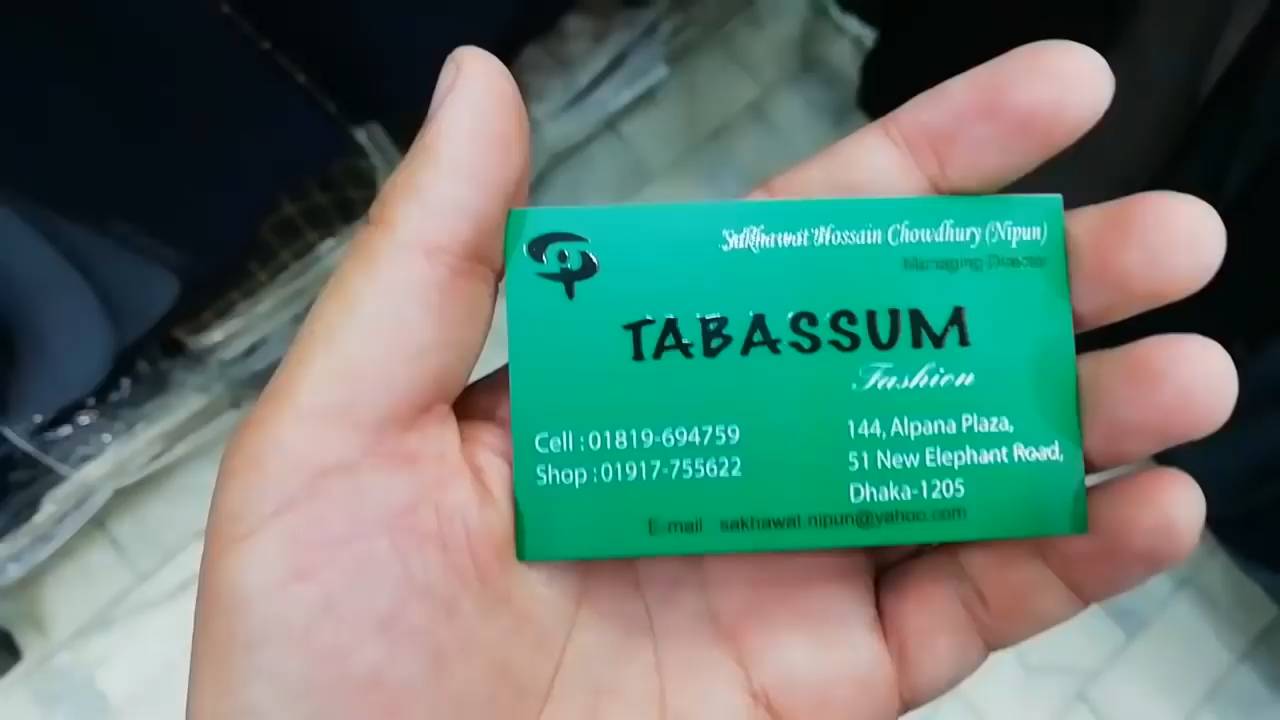 Sakhawat Hossain Chowdhury (Nipun)
Managing Director
TABASSUM
Fashion
Cell : 01819-694759
Shop : 01917-755622
144, Alpana Plaza,
51 New Elephant Road,
Dhaka-1205
E-mail : sakhawat.nipun@yahoo.com